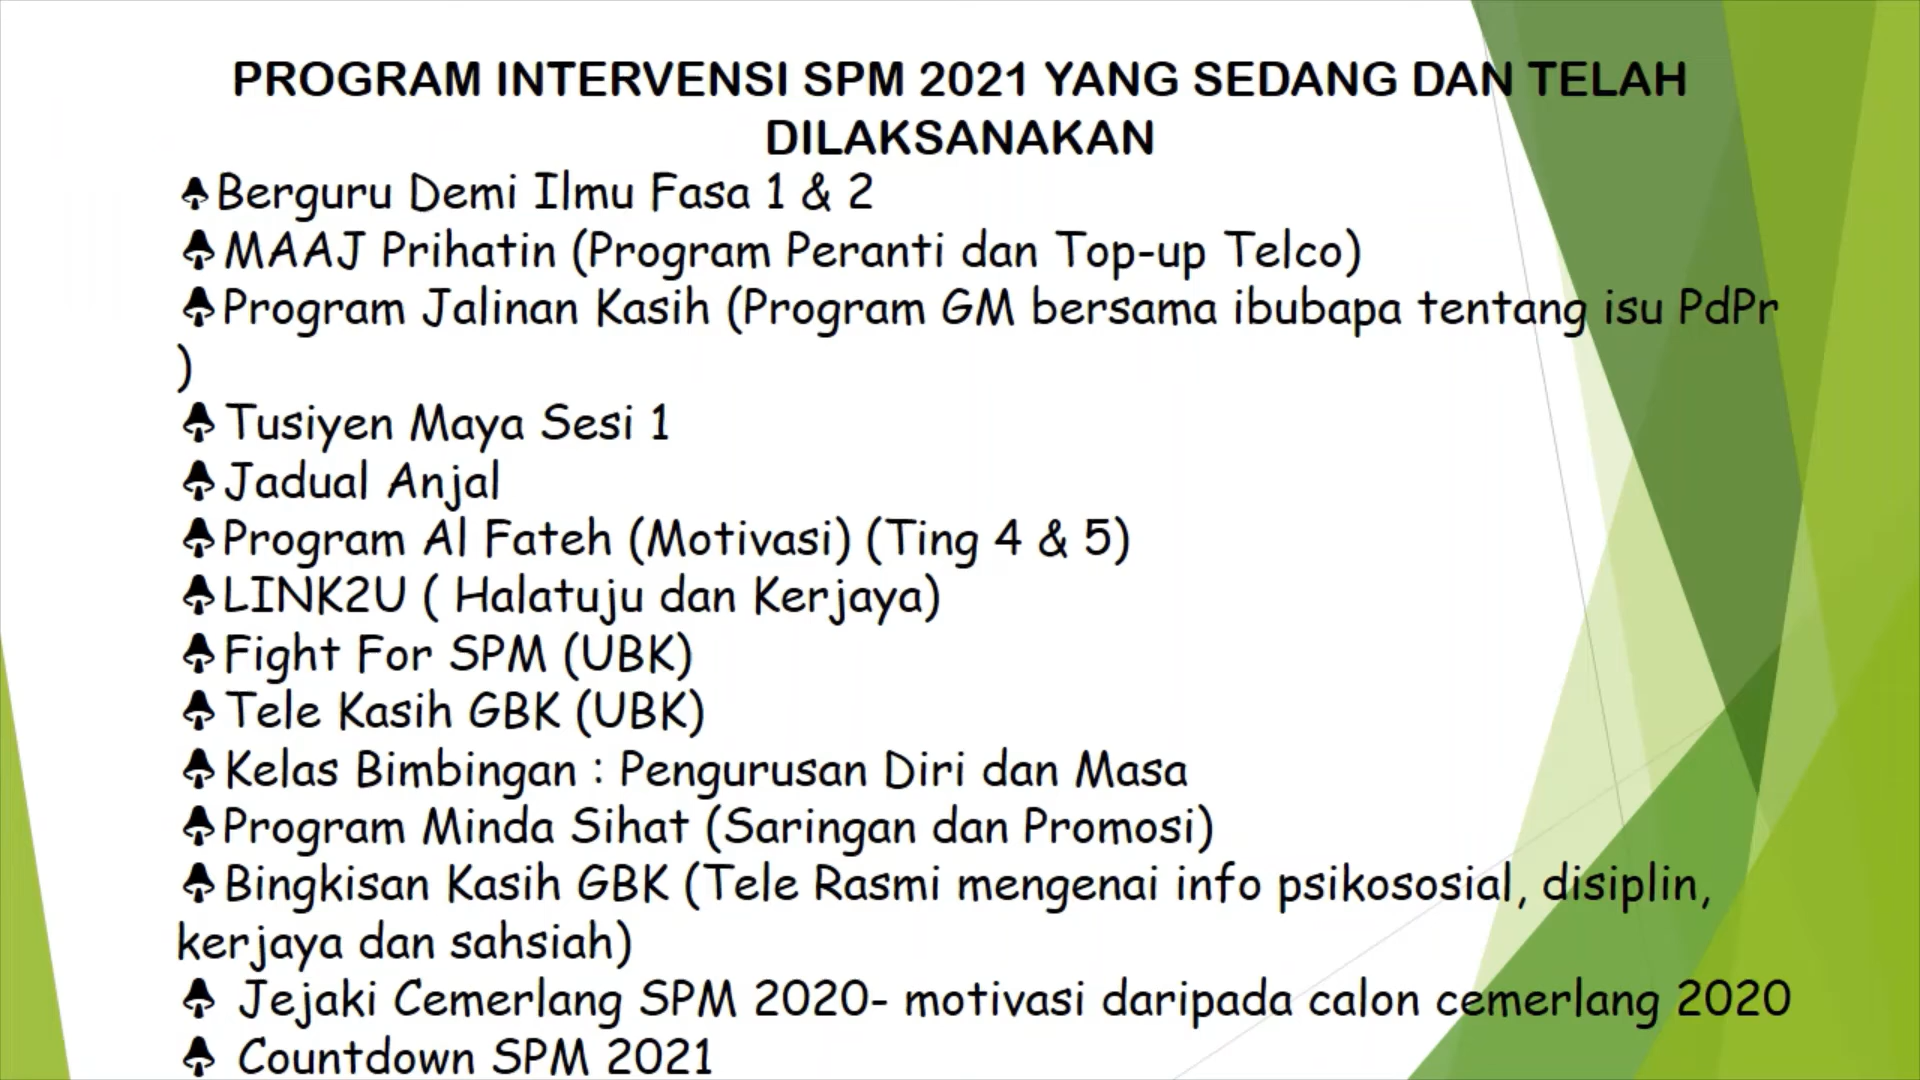 PROGRAM INTERVENSI SPM 2021 YANG SEDANG DAN TELAH
DILAKSANAKAN
Berguru Demi Ilmu Fasa 1 & 2
MAAJ Prihatin (Program Peranti dan Top-up Telco)
Program Jalinan Kasih (Program GM bersama ibubapa tentang isu PdPr
)
Tusiyen Maya Sesi 1
Jadual Anjal
Program Al Fateh (Motivasi) (Ting 4 & 5)
LINK2U ( Halatuju dan Kerjaya)
Fight For SPM (UBK)
Tele Kasih GBK (UBK)
Kelas Bimbingan : Pengurusan Diri dan Masa
Program Minda Sihat (Saringan dan Promosi)
Bingkisan Kasih GBK (Tele Rasmi mengenai info psikososial, disiplin,
kerjaya dan sahsiah)
Jejaki Cemerlang SPM 2020- motivasi daripada calon cemerlang 2020
Countdown SPM 2021